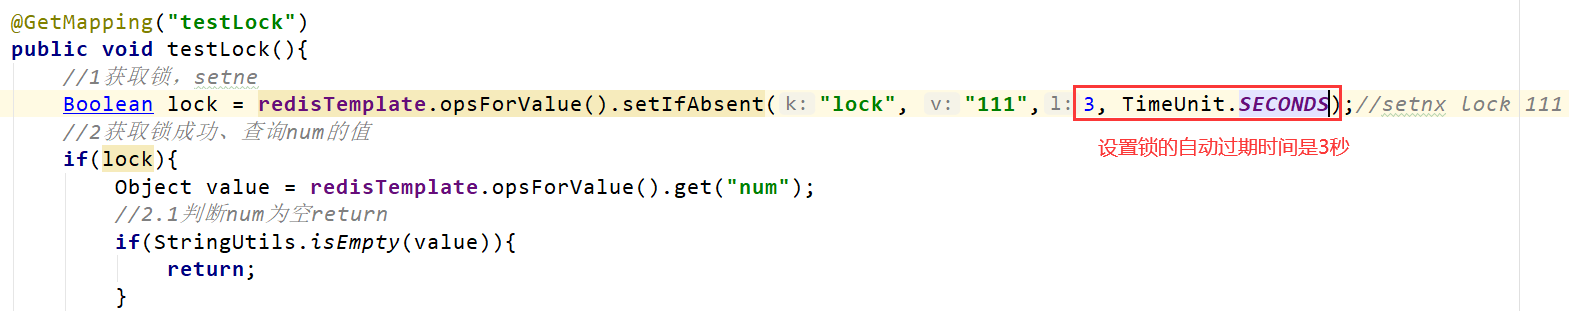 @GetMapping("testLock")
public void testLock(){
//1获取锁，setne
Boolean lock = redisTemplate.opsForValue().setIfAbsent( k: "lock", v: "111", l: 3, TimeUnit.SECONDS);//setnx lock 111
//2获取锁成功、查询num的值
设置锁的自动过期时间是3秒
if(lock){
Object value = redisTemplate.opsForValue().get("num");
//2.1判断num为空return
if(StringUtils.isEmpty(value)){
return;
}